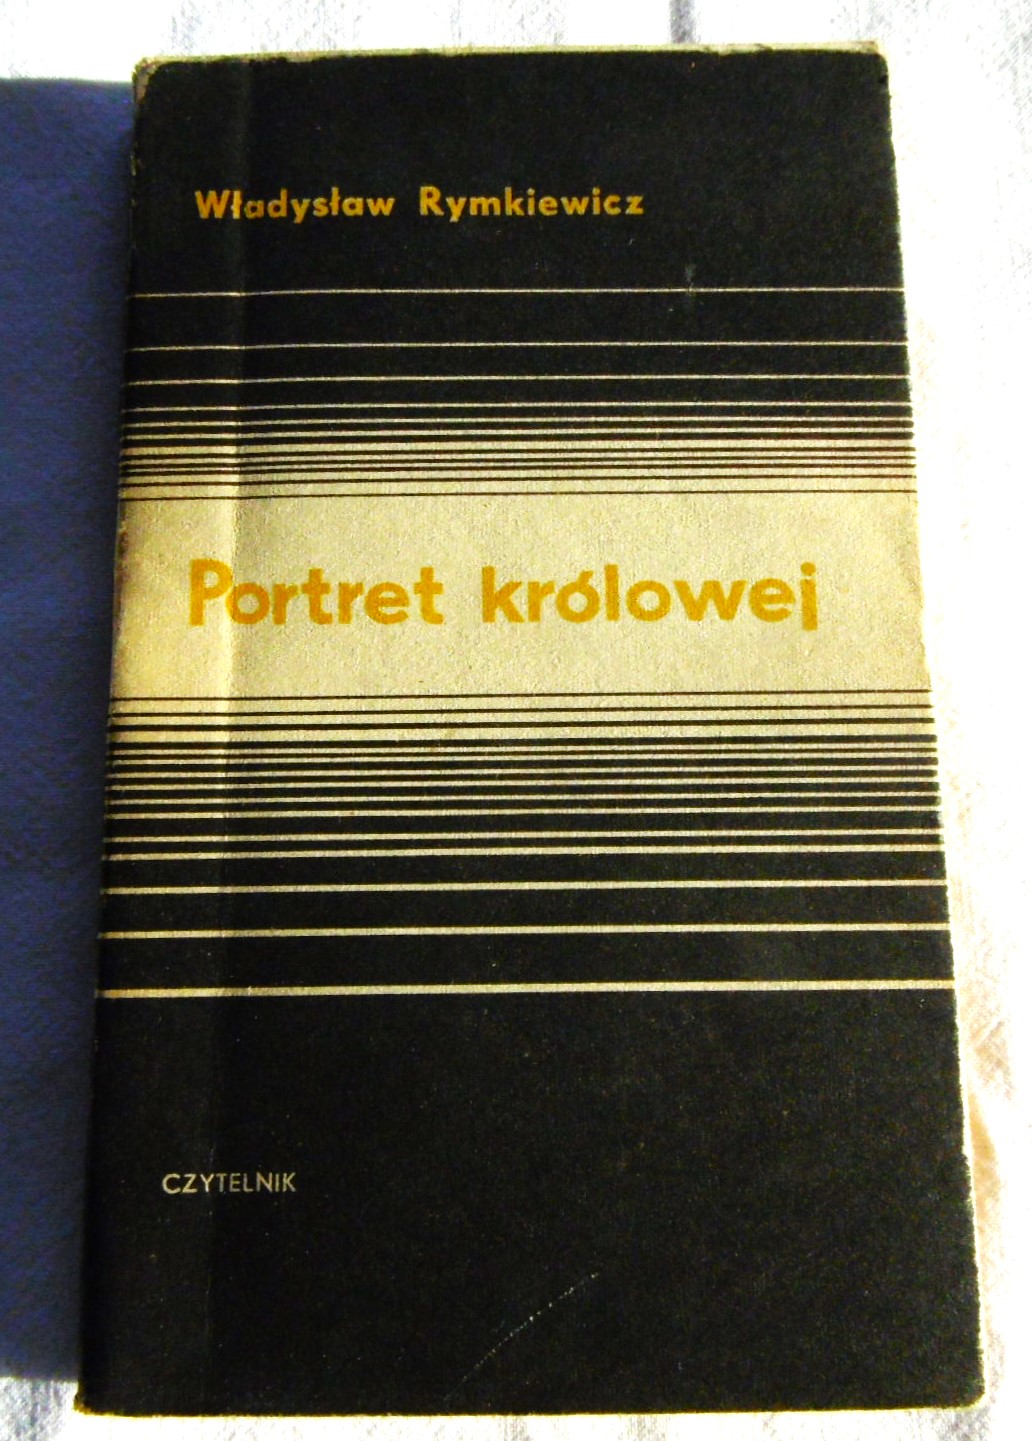 Władysław Rymkiewicz
Portret królowej
CZYTELNIK